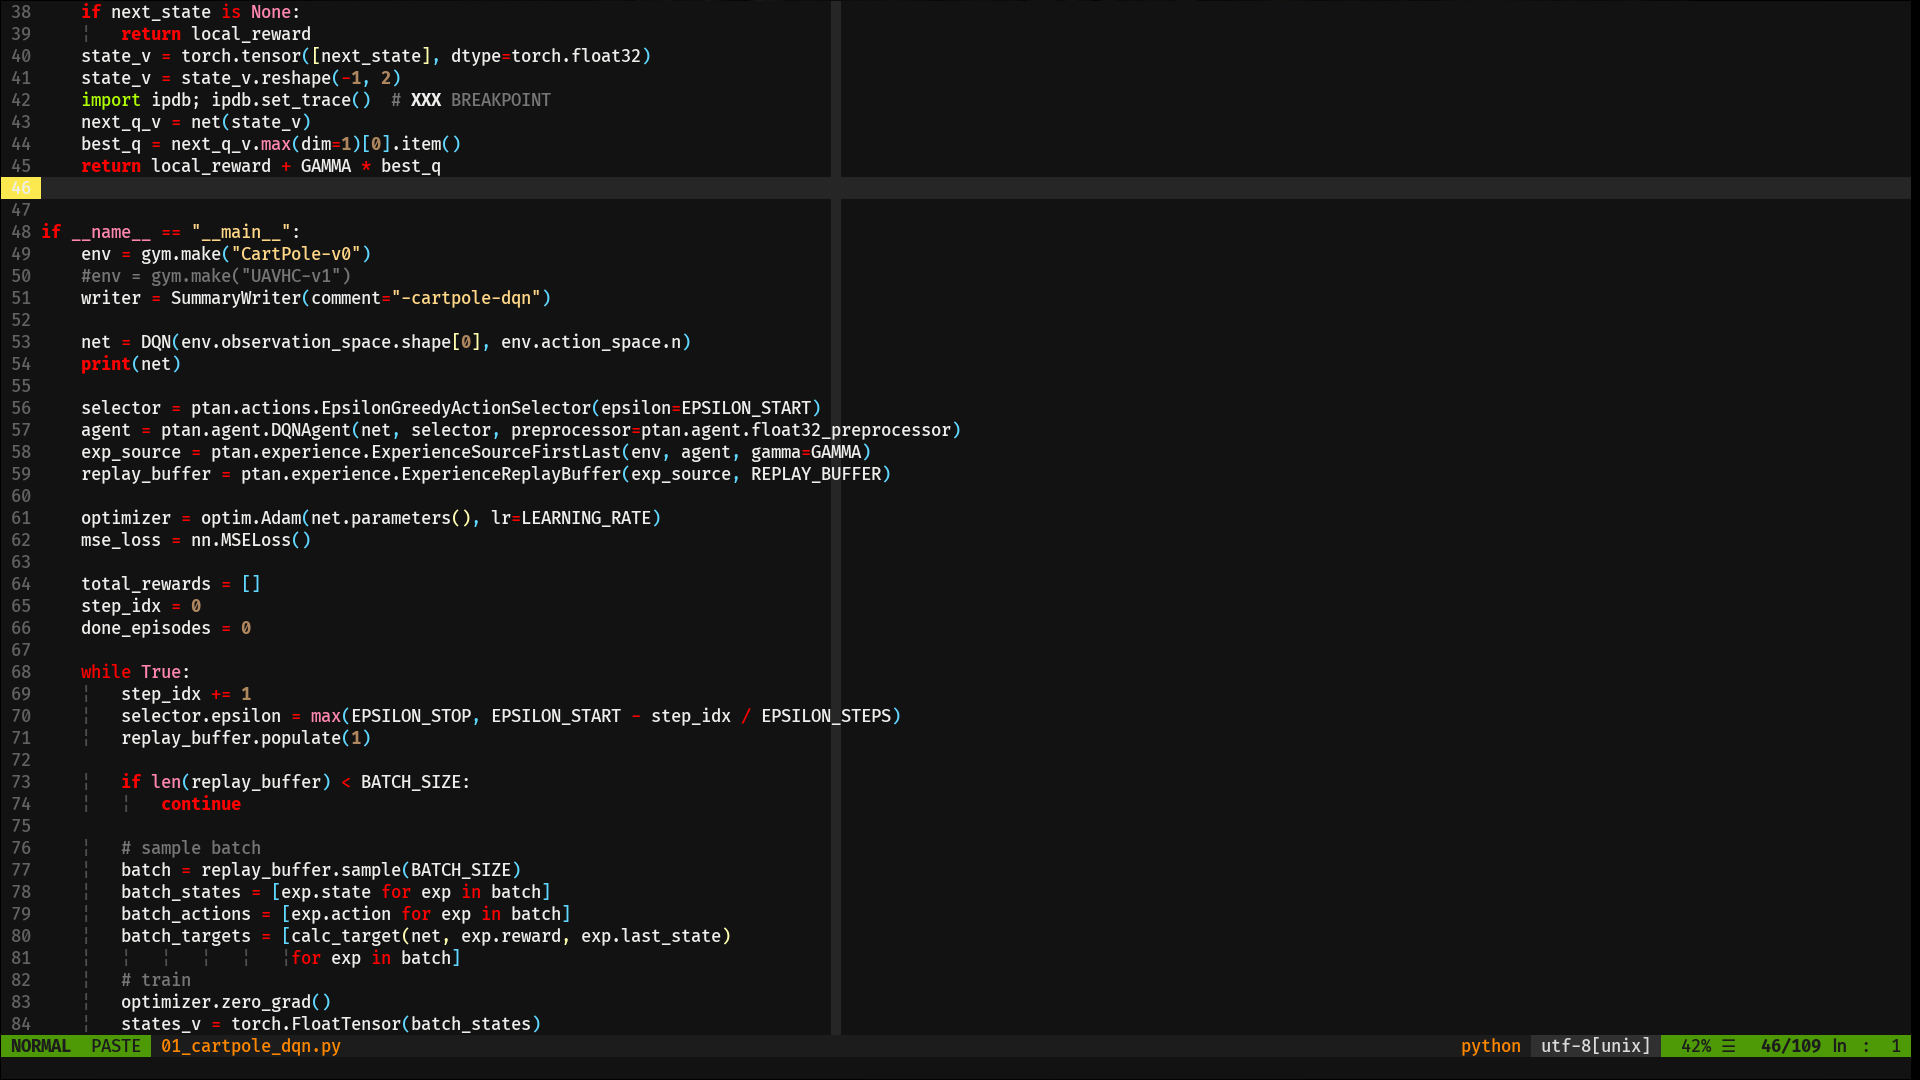 38     if next_state is None:
39     ¦   return local_reward
40     state_v = torch.tensor([next_state], dtype=torch.float32)
41     state_v = state_v.reshape(-1, 2)
42     import ipdb; ipdb.set_trace()  # XXX BREAKPOINT
43     next_q_v = net(state_v)
44     best_q = next_q_v.max(dim=1)[0].item()
45     return local_reward + GAMMA * best_q
46
47
48 if __name__ == "__main__":
49     env = gym.make("CartPole-v0")
50     #env = gym.make("UAVHC-v1")
51     writer = SummaryWriter(comment="-cartpole-dqn")
52
53     net = DQN(env.observation_space.shape[0], env.action_space.n)
54     print(net)
55
56     selector = ptan.actions.EpsilonGreedyActionSelector(epsilon=EPSILON_START)
57     agent = ptan.agent.DQNAgent(net, selector, preprocessor=ptan.agent.float32_preprocessor)
58     exp_source = ptan.experience.ExperienceSourceFirstLast(env, agent, gamma=GAMMA)
59     replay_buffer = ptan.experience.ExperienceReplayBuffer(exp_source, REPLAY_BUFFER)
60
61     optimizer = optim.Adam(net.parameters(), lr=LEARNING_RATE)
62     mse_loss = nn.MSELoss()
63
64     total_rewards = []
65     step_idx = 0
66     done_episodes = 0
67
68     while True:
69     ¦   step_idx += 1
70     ¦   selector.epsilon = max(EPSILON_STOP, EPSILON_START - step_idx / EPSILON_STEPS)
71     ¦   replay_buffer.populate(1)
72
73     ¦   if len(replay_buffer) < BATCH_SIZE:
74     ¦   ¦   continue
75
76     ¦   # sample batch
77     ¦   batch = replay_buffer.sample(BATCH_SIZE)
78     ¦   batch_states = [exp.state for exp in batch]
79     ¦   batch_actions = [exp.action for exp in batch]
80     ¦   batch_targets = [calc_target(net, exp.reward, exp.last_state)
81     ¦   ¦   ¦   ¦   ¦   ¦for exp in batch]
82     ¦   # train
83     ¦   optimizer.zero_grad()
84     ¦   states_v = torch.FloatTensor(batch_states)
NORMAL  PASTE  01_cartpole_dqn.py  python  utf-8[unix]  42% ☰  46/109 ln :  1